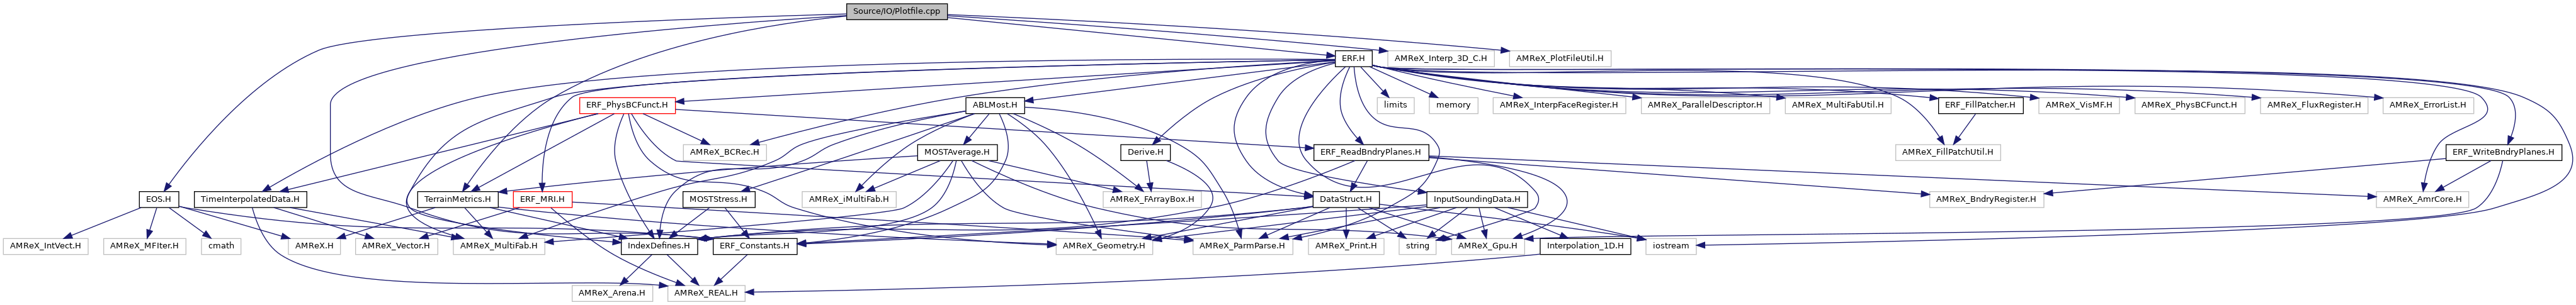 Source/IO/Plotfile.cpp
ERF.H
AMReX_Interp_3D_C.H
AMReX_PlotFileUtil.H
ERF_PhysBCFunct.H
ABLMost.H
limits
memory
AMReX_InterpFaceRegister.H
AMReX_ParallelDescriptor.H
AMReX_MultiFabUtil.H
ERF_FillPatcher.H
AMReX_VisMF.H
AMReX_PhysBCFunct.H
AMReX_FluxRegister.H
AMReX_ErrorList.H
AMReX_BCRec.H
MOSTAverage.H
Derive.H
ERF_ReadBndryPlanes.H
AMReX_FillPatchUtil.H
ERF_WriteBndryPlanes.H
EOS.H
TimeInterpolatedData.H
TerrainMetrics.H
ERF_MRI.H
MOSTStress.H
AMReX_iMultiFab.H
AMReX_FArrayBox.H
DataStruct.H
InputSoundingData.H
AMReX_BndryRegister.H
AMReX_AmrCore.H
AMReX_IntVect.H
AMReX_MFIter.H
cmath
AMReX.H
AMReX_Vector.H
AMReX_MultiFab.H
IndexDefines.H
ERF_Constants.H
AMReX_Geometry.H
AMReX_ParmParse.H
AMReX_Print.H
string
AMReX_Gpu.H
Interpolation_1D.H
iostream
AMReX_Arena.H
AMReX_REAL.H